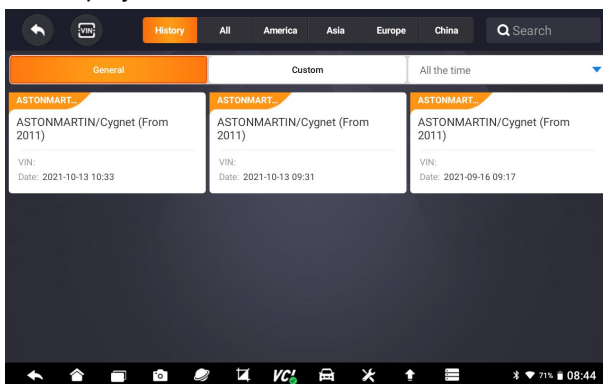 VIN
History
All
America
Asia
Europe
China
Search
General
Custom
All the time
ASTONMART...
ASTONMARTIN/Cygnet (From
2011)
VIN:
Date: 2021-10-13 10:33
ASTONMART...
ASTONMARTIN/Cygnet (From
2011)
VIN:
Date: 2021-10-13 09:31
ASTONMART...
ASTONMARTIN/Cygnet (From
2011)
VIN:
Date: 2021-09-16 09:17
VCI
71%
08:44